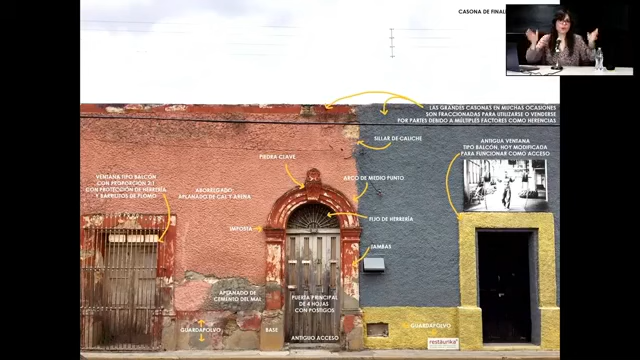 CASONA DE FINAL
LAS GRANDES CASONAS EN MUCHAS OCASIONES
SON FRACCIONADAS PARA UTILIZARSE O VENDERSE
POR PARTES DEBIDO A MÚLTIPLES FACTORES COMO HERENCIAS
SILLAR DE CALICHE
ANTIGUA VENTANA
TIPO BALCÓN, HOY MODIFICADA
PARA FUNCIONAR COMO ACCESO
PIEDRA CLAVE
VENTANA TIPO BALCÓN
CON PROPORCIÓN 2:1
CON PROTECCIÓN DE HERRERÍA
Y BARROTES DE PLOMO
ABOBELGADO:
APLANADO DE CAL Y ARENA
ARCO DE MEDIO PUNTO
FIJO DE HERRERÍA
IMPOSTA
JAMBAS
APLANADO DE
CEMENTO DEL MAL
PUERTA PRINCIPAL
DE 4 HOJAS
CON POSTIGOS
GUARDAPOLVO
BASE
ANTIGUO ACCESO
GUARDAPOLVO
restáurika